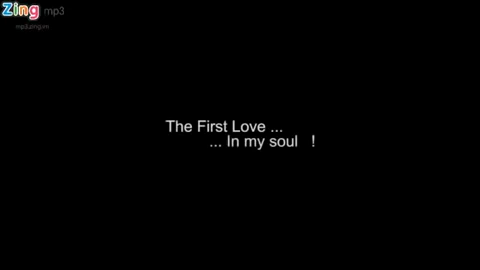 Zing mp3
mp3.zing.vn
The First Love ...
... In my soul !